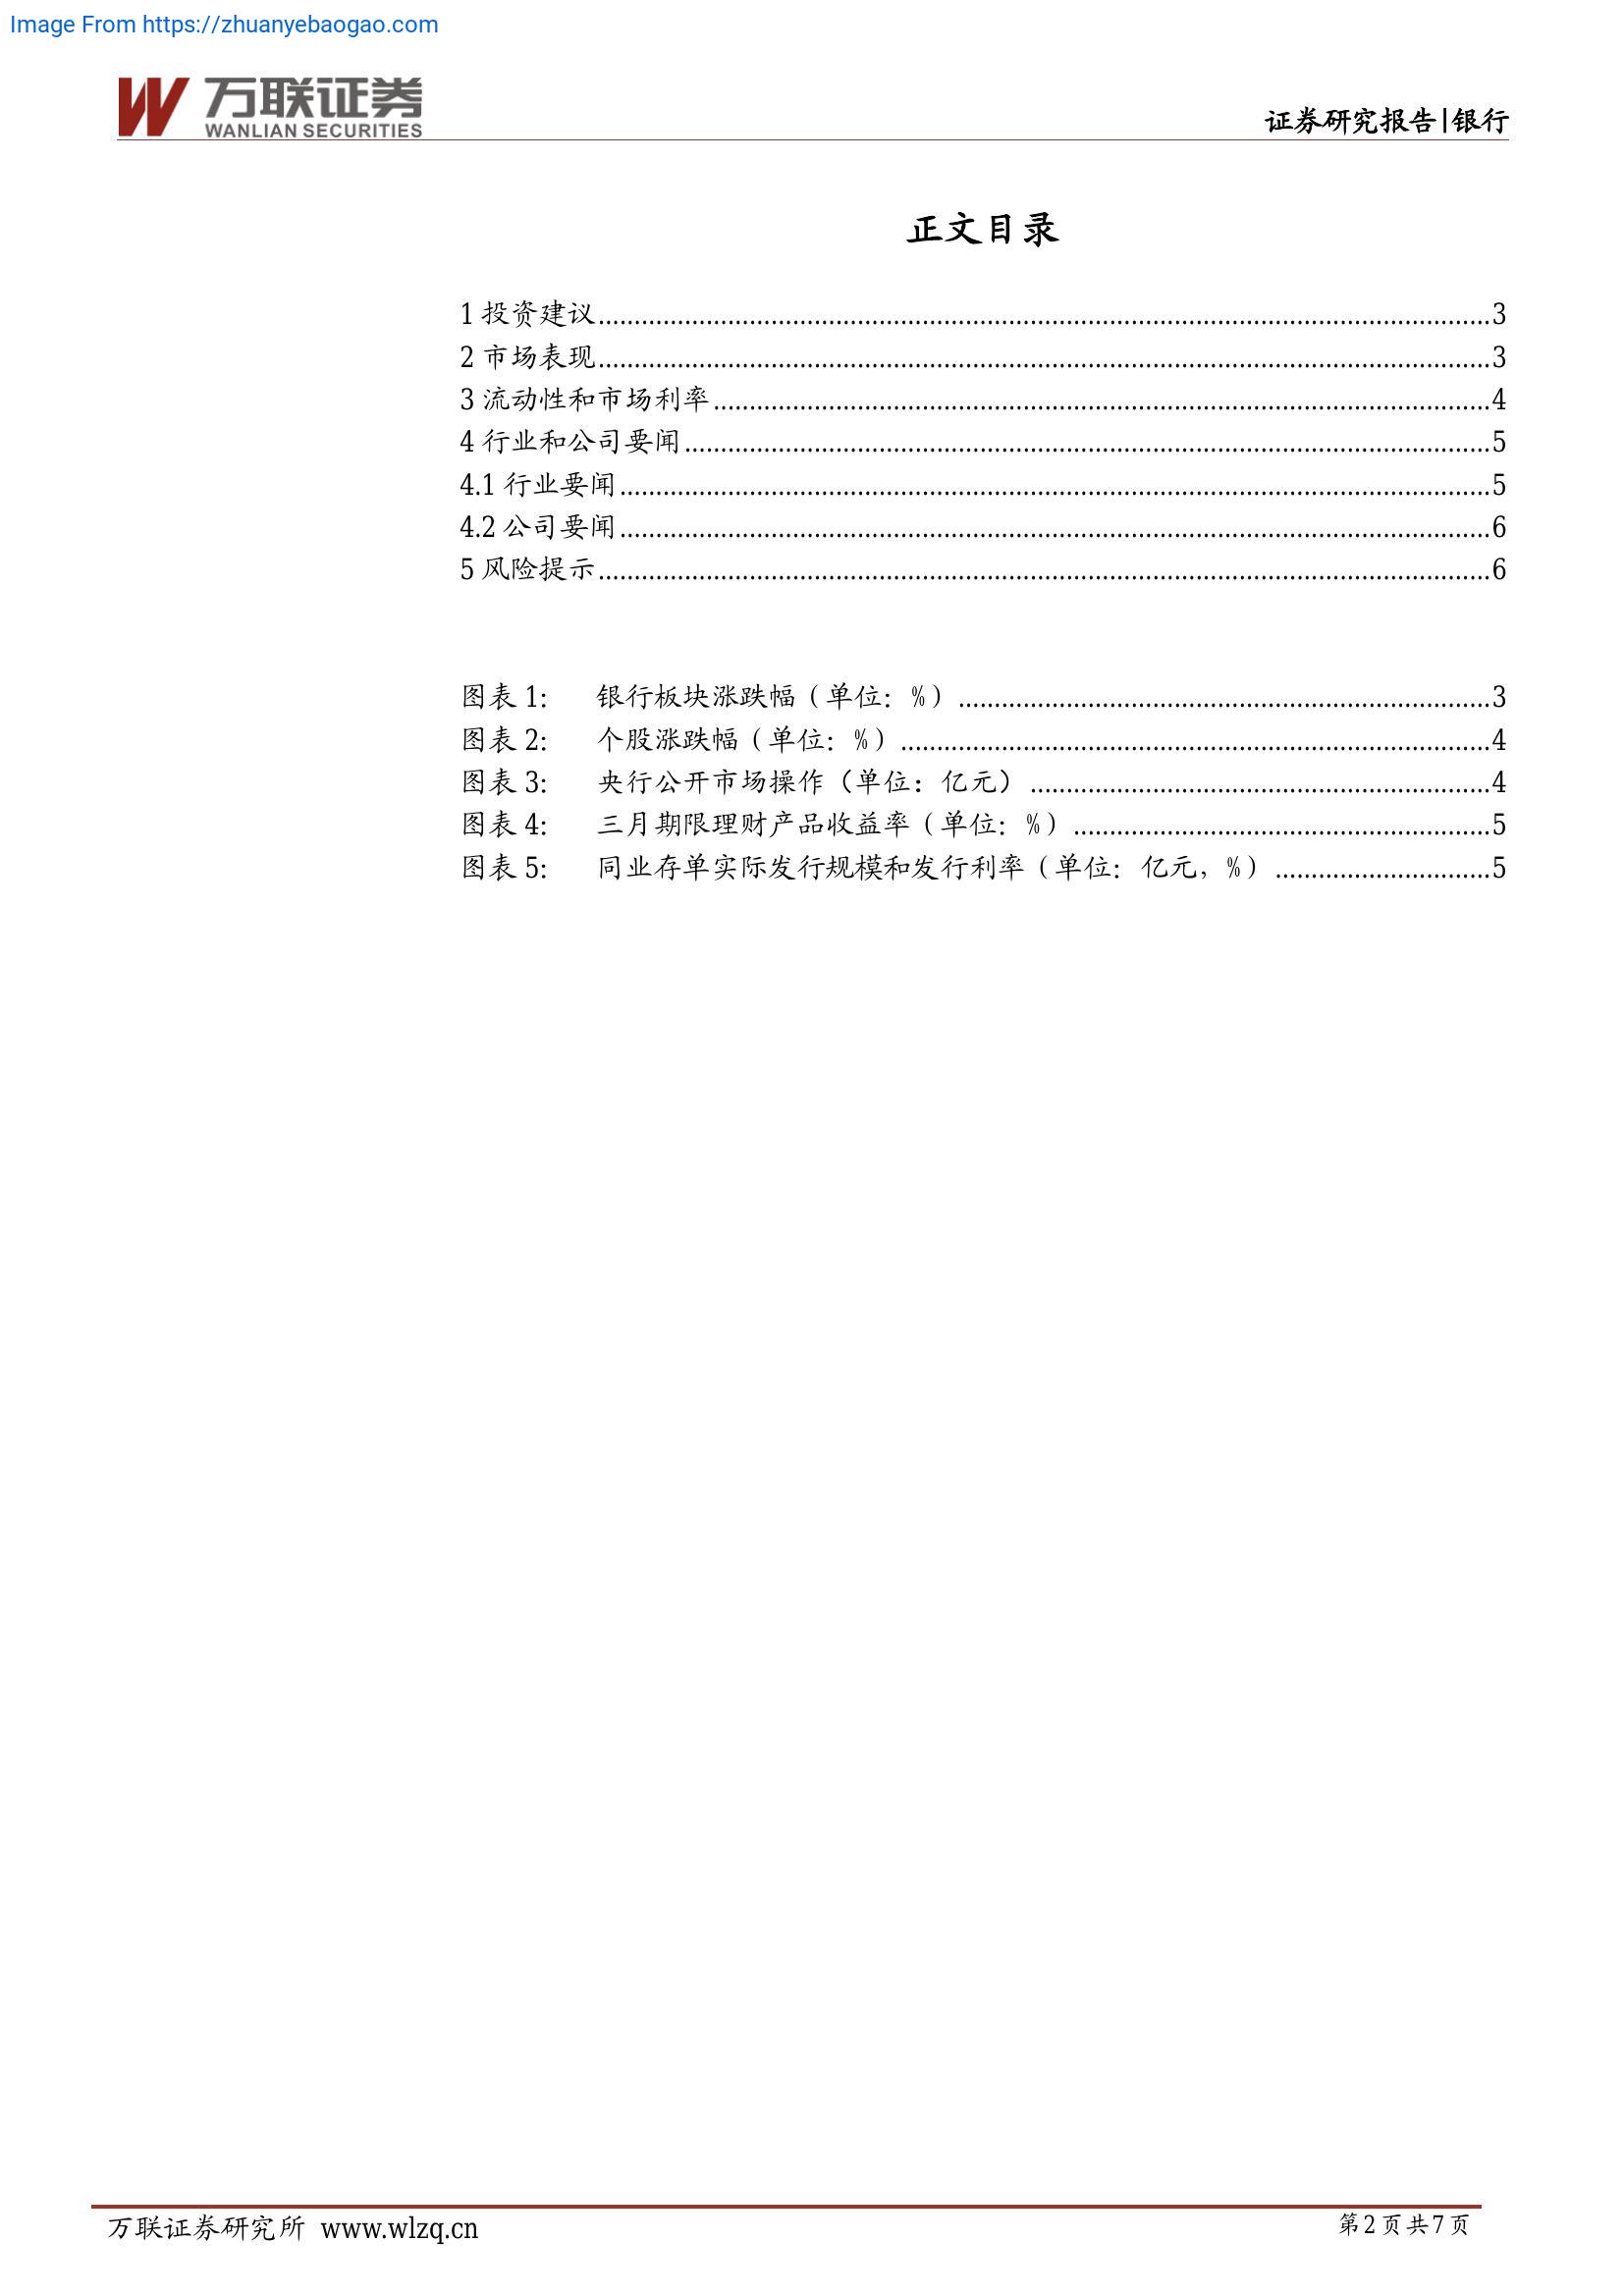 Image From https://zhuanyebaogao.com
万联证券
WANLIAN SECURITIES
证券研究报告|银行
正文目录
1 投资建议........................................3
2 市场表现........................................3
3 流动性和市场利率........................................4
4 行业和公司要闻........................................5
4.1 行业要闻........................................5
4.2 公司要闻........................................6
5 风险提示........................................6
图表 1: 银行板块涨跌幅（单位：%）........................................3
图表 2: 个股涨跌幅（单位：%）........................................4
图表 3: 央行公开市场操作（单位：亿元）........................................4
图表 4: 三月期限理财产品收益率（单位：%）........................................5
图表 5: 同业存单实际发行规模和发行利率（单位：亿元，%）..............................5
万联证券研究所 www.wlzq.cn
第2页共7页